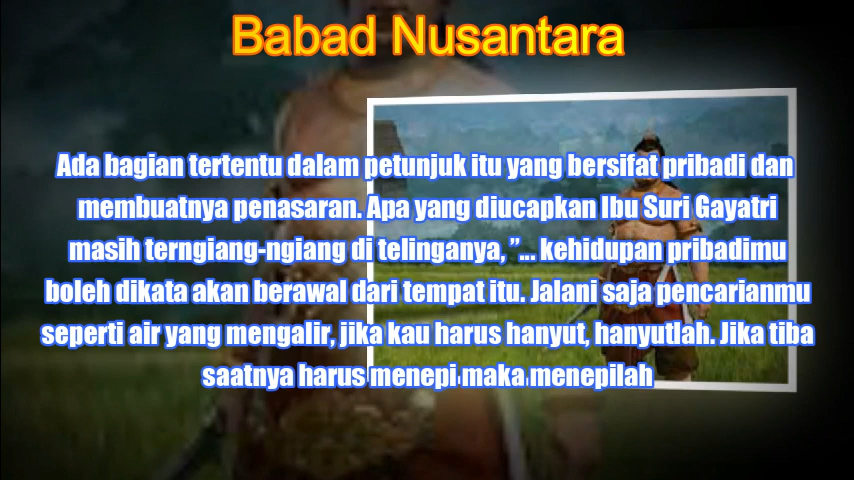 Babad Nusantara
Ada bagian tertentu dalam petunjuk itu yang bersifat pribadi dan
membuatnya penasaran. Apa yang diucapkan Ibu Suri Gayatri
masih terngiang-ngiang di telinganya, ”... kehidupan pribadimu
boleh dikata akan berawal dari tempat itu. Jalani saja pencarianmu
seperti air yang mengalir, jika kau harus hanyut, hanyutlah. Jika tiba
saatnya harus menepi maka menepilah